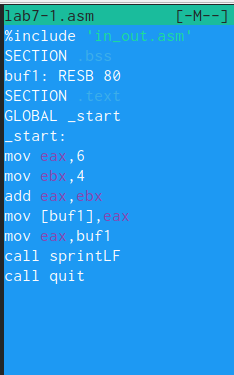 lab7-1.asm [-M--]
%include 'in_out.asm'
SECTION .bss
buf1: RESB 80
SECTION .text
GLOBAL _start
_start:
mov eax,6
mov ebx,4
add eax,ebx
mov [buf1],eax
mov eax,buf1
call sprintLF
call quit